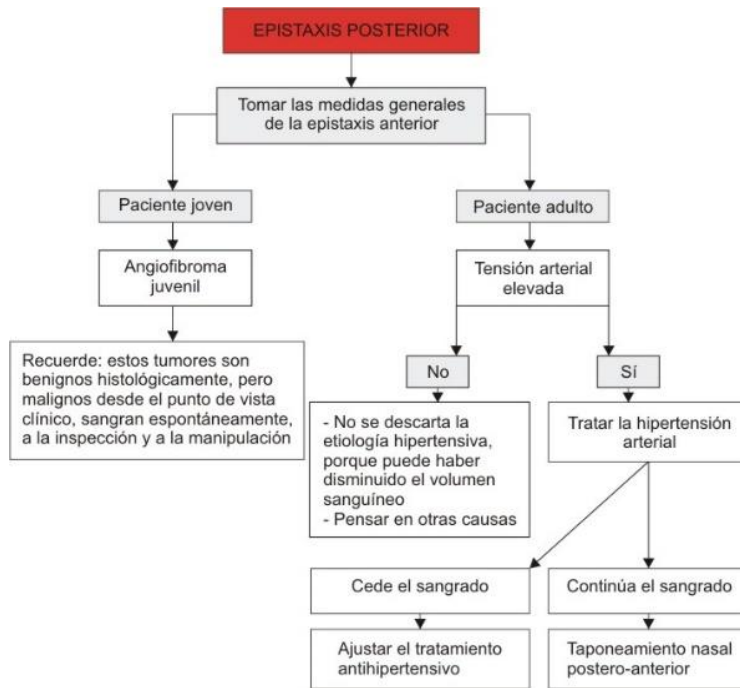 EPISTAXIS POSTERIOR
Tomar las medidas generales
de la epistaxis anterior
Paciente joven
Paciente adulto
Angiofibroma
juvenil
Tensión arterial
elevada
Recuerde: estos tumores son
benignos histológicamente, pero
malignos desde el punto de vista
clínico, sangran espontáneamente,
a la inspección y a la manipulación
No
Sí
- No se descarta la
etiología hipertensiva,
porque puede haber
disminuido el volumen
sanguíneo
- Pensar en otras causas
Tratar la hipertensión
arterial
Cede el sangrado
Continúa el sangrado
Ajustar el tratamiento
antihipertensivo
Taponeamiento nasal
postero-anterior